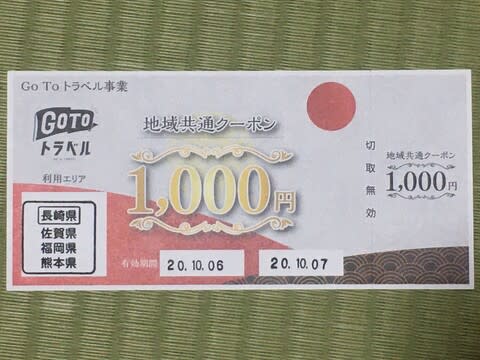 Go To トラベル事業
GOTO
トラベル
利用エリア
長崎県
佐賀県
福岡県
熊本県
地域共通クーポン
1,000円
有効期間 20.10.06 20.10.07
切取無効
地域共通クーポン
1,000円